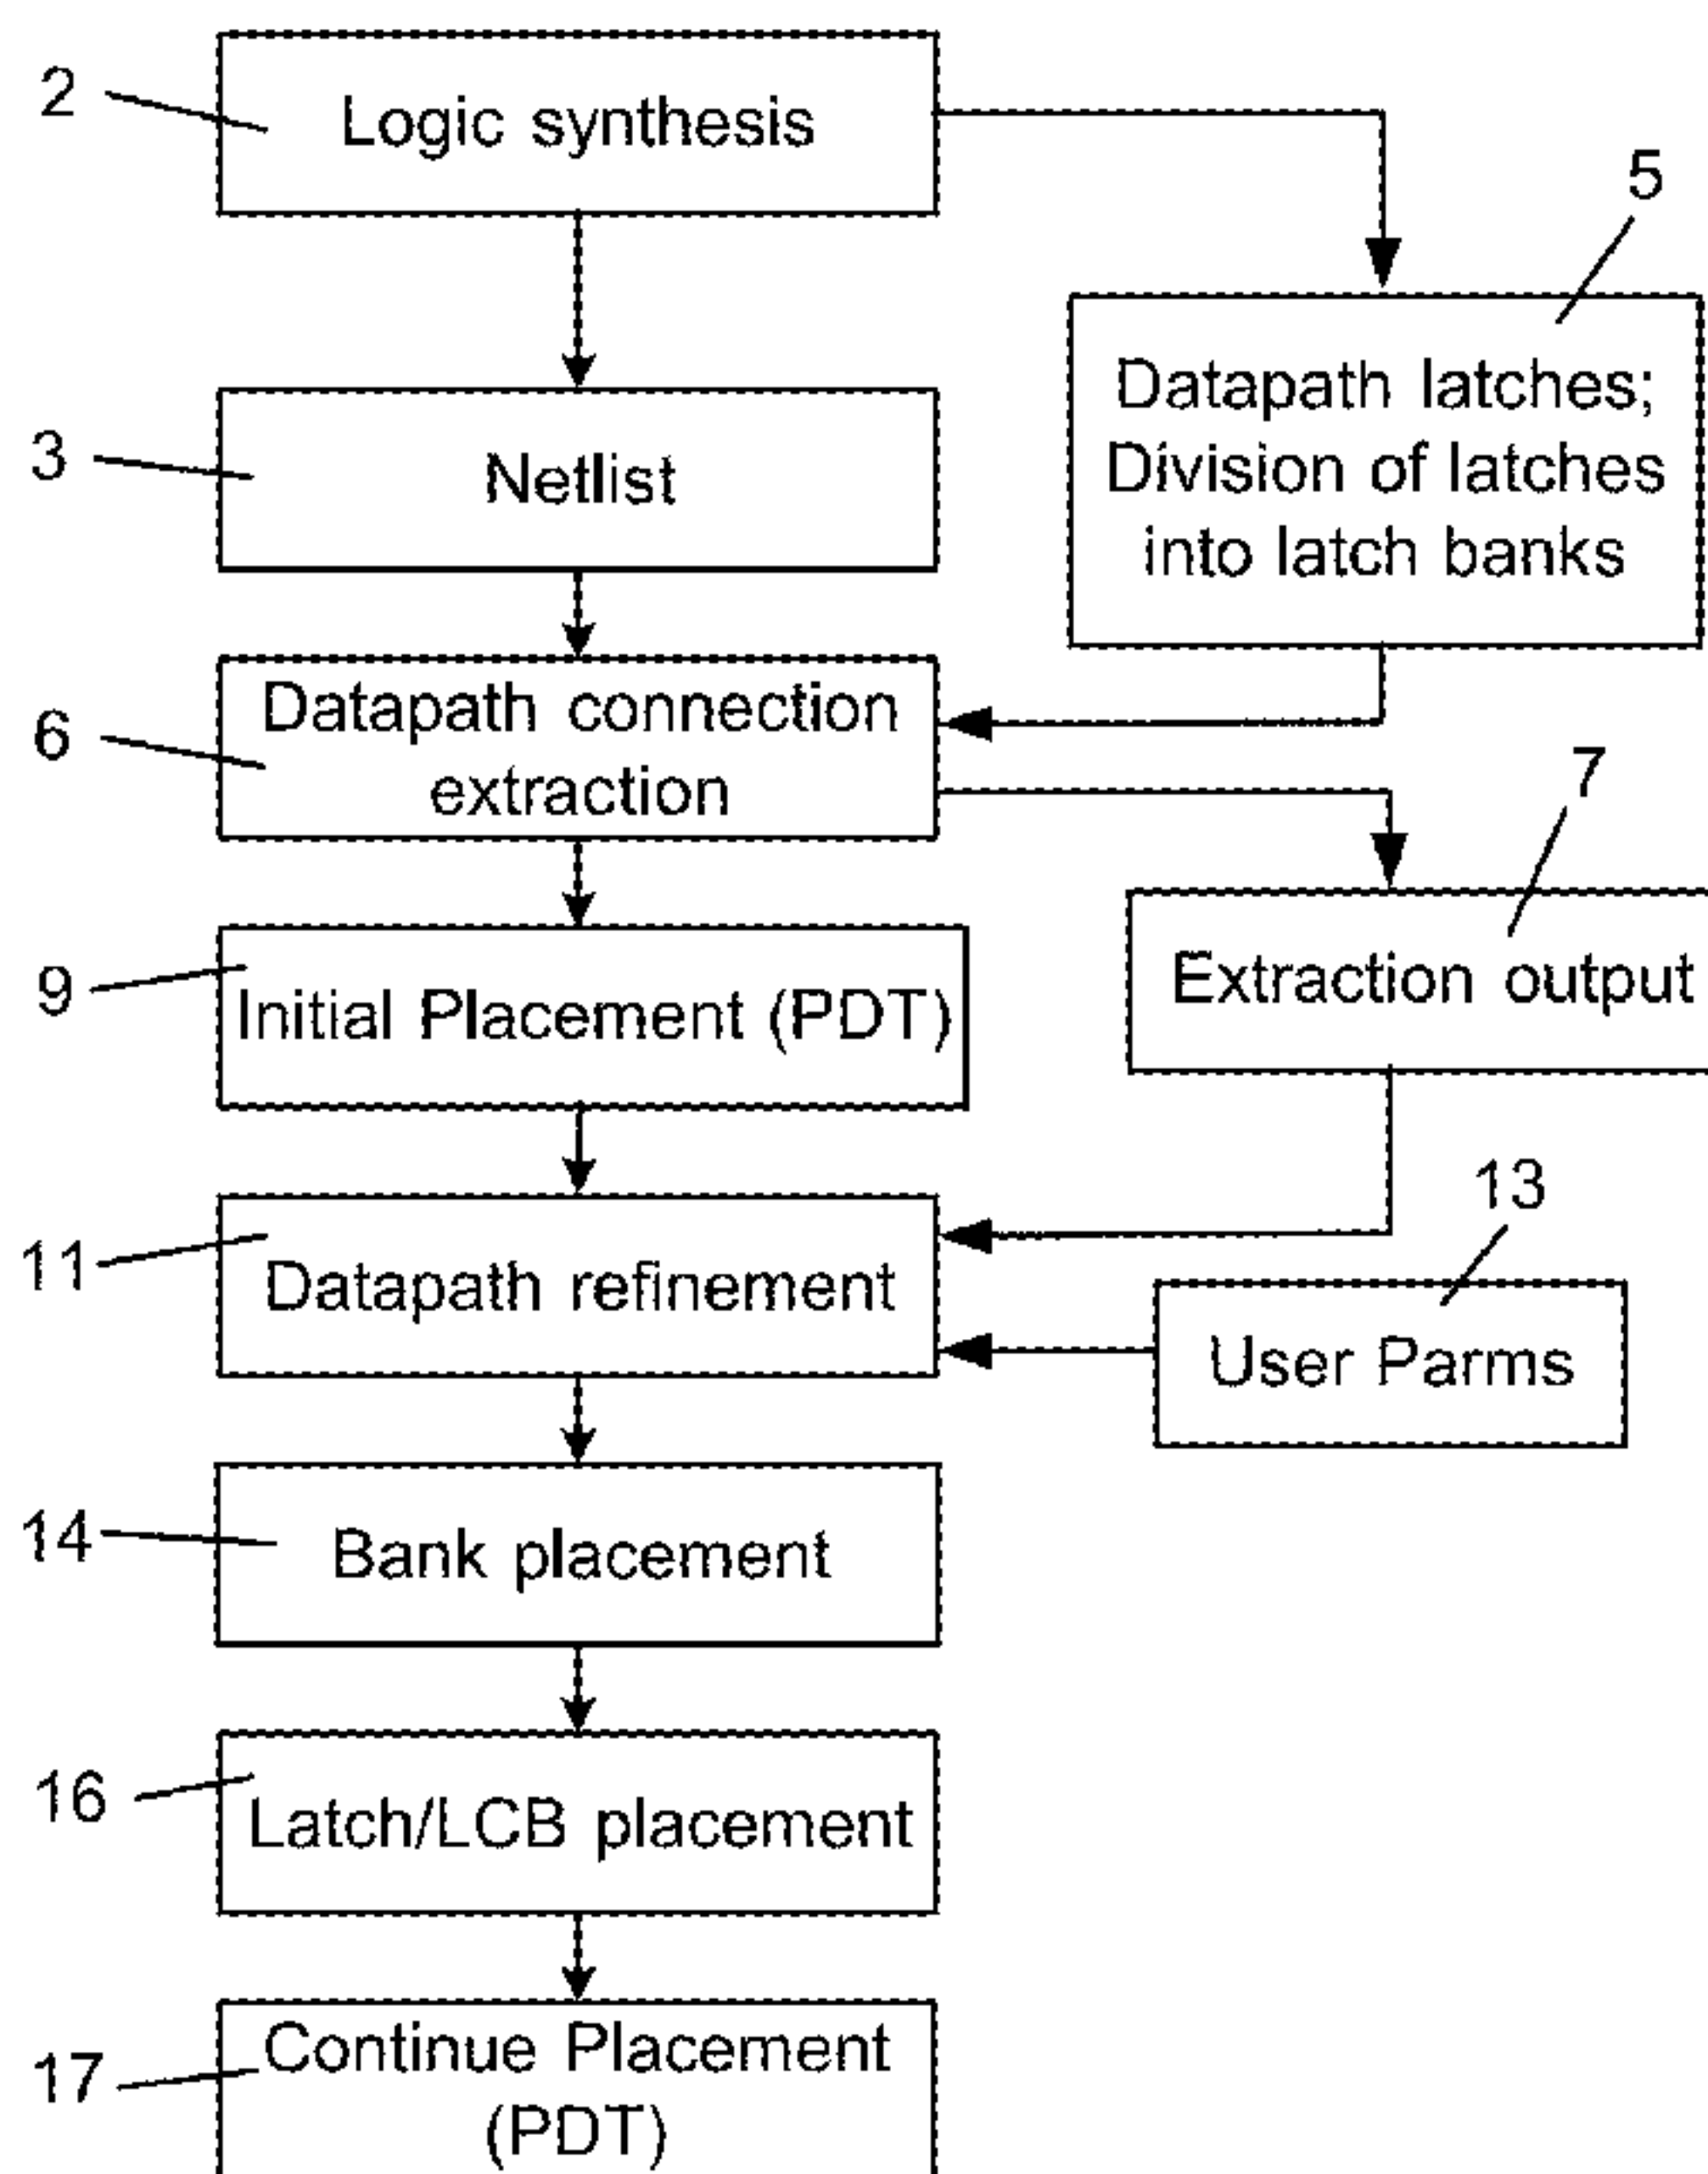 2
Logic synthesis
5
Datapath latches;
Division of latches
into latch banks
3
Netlist
6
Datapath connection
extraction
7
Extraction output
9
Initial Placement (PDT)
11
Datapath refinement
13
User Parms
14
Bank placement
16
Latch/LCB placement
17
Continue Placement
(PDT)